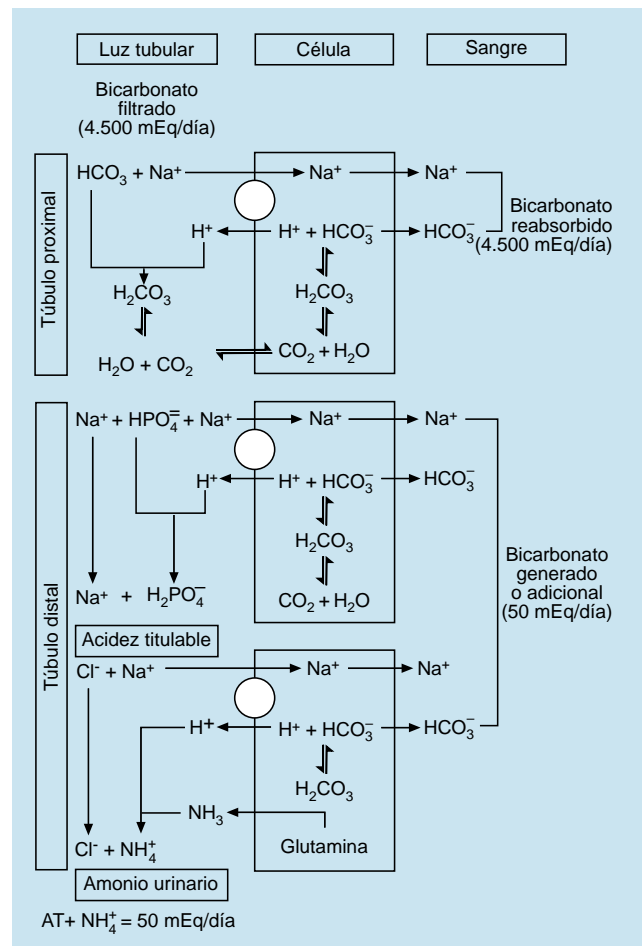 Luz tubular Célula Sangre
Bicarbonato
filtrado
(4.500 mEq/día)
Túbulo proximal
HCO₃ + Na⁺ Na⁺ Na⁺
H⁺ H⁺ + HCO₃⁻ HCO₃⁻
Bicarbonato
reabsorbido
(4.500 mEq/día)
H₂CO₃ H₂CO₃
H₂O + CO₂ CO₂ + H₂O
Túbulo distal
Na⁺ + HPO₄⁼ + Na⁺ Na⁺ Na⁺
H⁺ H⁺ + HCO₃⁻ HCO₃⁻
H₂CO₃
Na⁺ + H₂PO₄⁻ CO₂ + H₂O
Bicarbonato
generado
o adicional
(50 mEq/día)
Acidez titulable
Cl⁻ + Na⁺ Na⁺ Na⁺
H⁺ H⁺ + HCO₃⁻ HCO₃⁻
H₂CO₃
NH₃
Glutamina
Cl⁻ + NH₄⁺
Amonio urinario
AT+ NH₄⁺ = 50 mEq/día